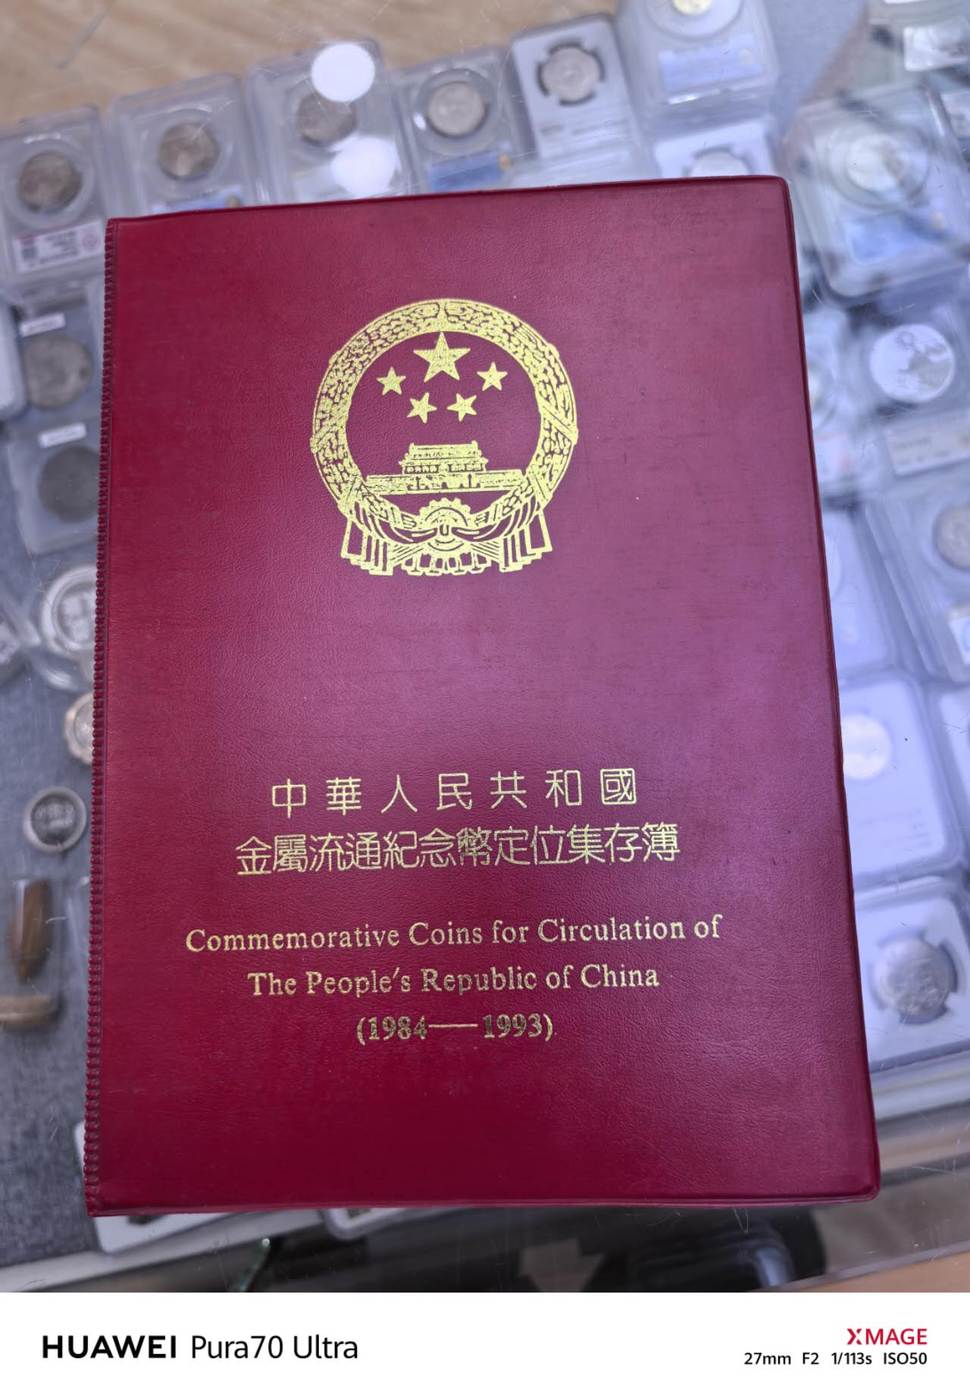 中華人民共和國
金屬流通紀念幣定位集存簿
Commemorative Coins for Circulation of
The People's Republic of China
(1984——1993)
HUAWEI Pura70 Ultra
XMAGE
27mm F2 1/113s ISO50